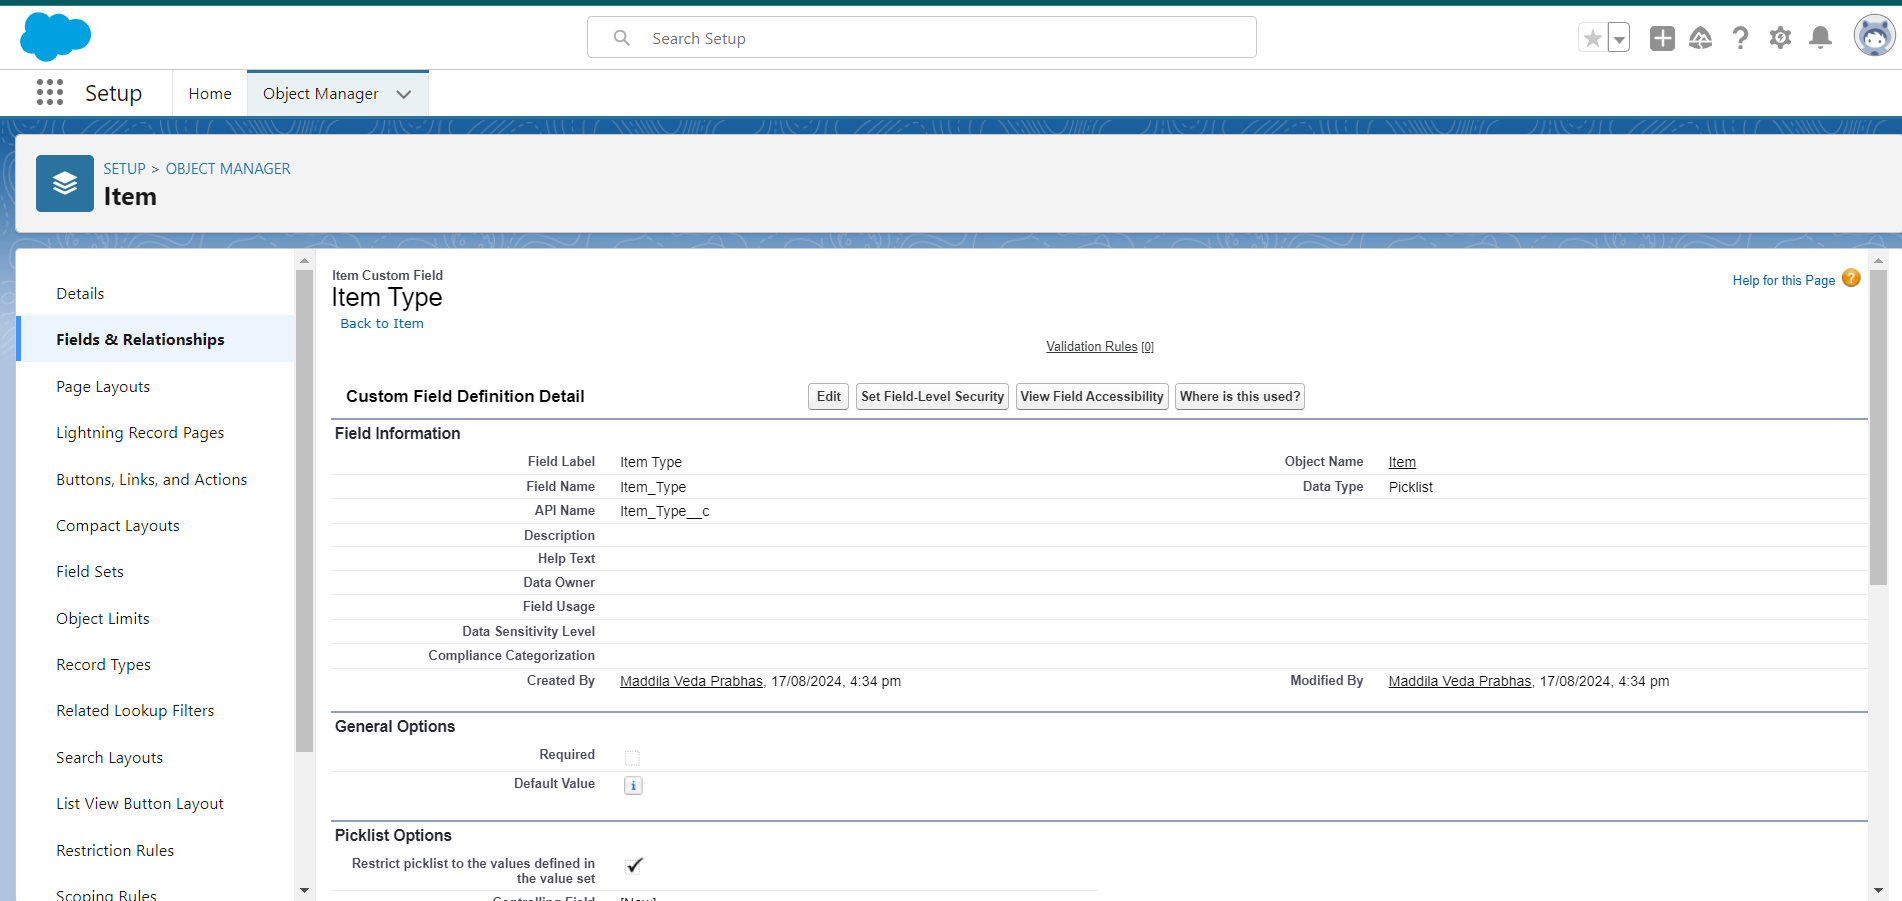 Search Setup
Setup
Home
Object Manager
SETUP > OBJECT MANAGER
Item
Details
Fields & Relationships
Page Layouts
Lightning Record Pages
Buttons, Links, and Actions
Compact Layouts
Field Sets
Object Limits
Record Types
Related Lookup Filters
Search Layouts
List View Button Layout
Restriction Rules
Scoping Rules
Item Custom Field
Item Type
Back to Item
Help for this Page ?
Validation Rules [0]
Custom Field Definition Detail
Edit
Set Field-Level Security
View Field Accessibility
Where is this used?
Field Information
Field Label Item Type Object Name Item
Field Name Item_Type Data Type Picklist
API Name Item_Type__c
Description
Help Text
Data Owner
Field Usage
Data Sensitivity Level
Compliance Categorization
Created By Maddila Veda Prabhas, 17/08/2024, 4:34 pm Modified By Maddila Veda Prabhas, 17/08/2024, 4:34 pm
General Options
Required
Default Value i
Picklist Options
Restrict picklist to the values defined in
the value set
Controlling Field [New]